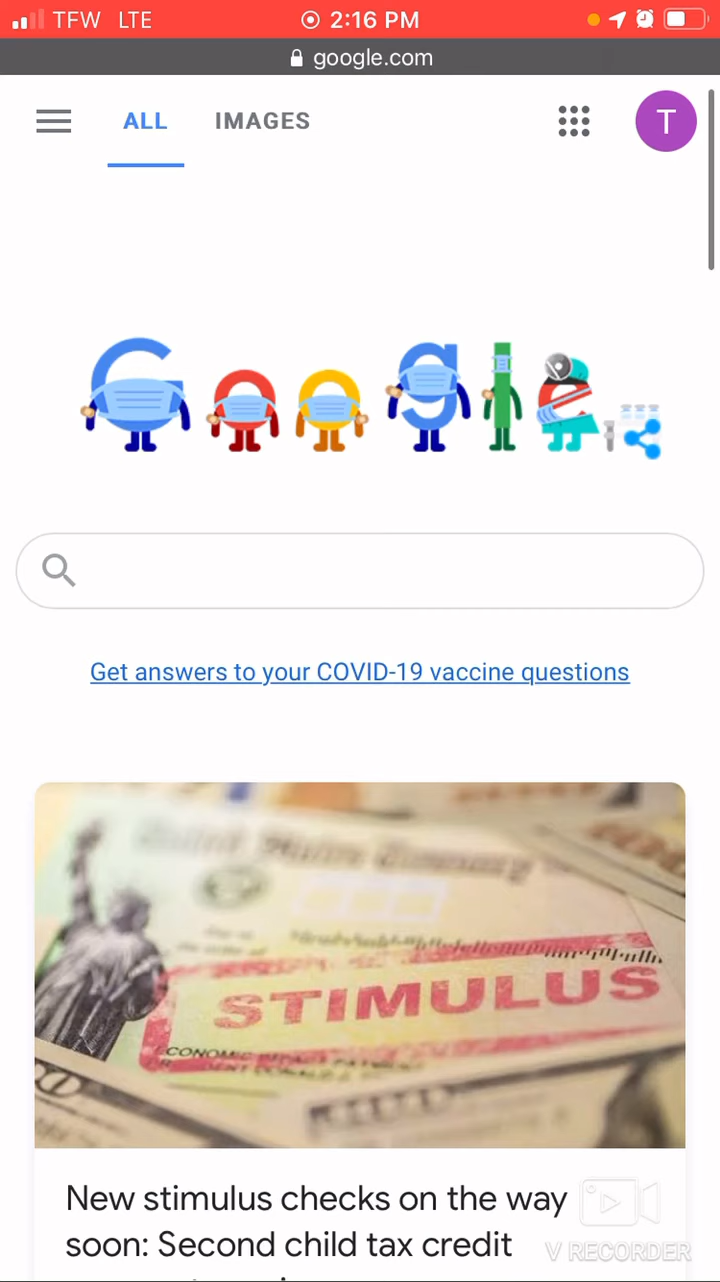 TFW LTE 2:16 PM
google.com
ALL IMAGES T
Google
Get answers to your COVID-19 vaccine questions
STIMULUS
New stimulus checks on the way
soon: Second child tax credit
V RECORDER